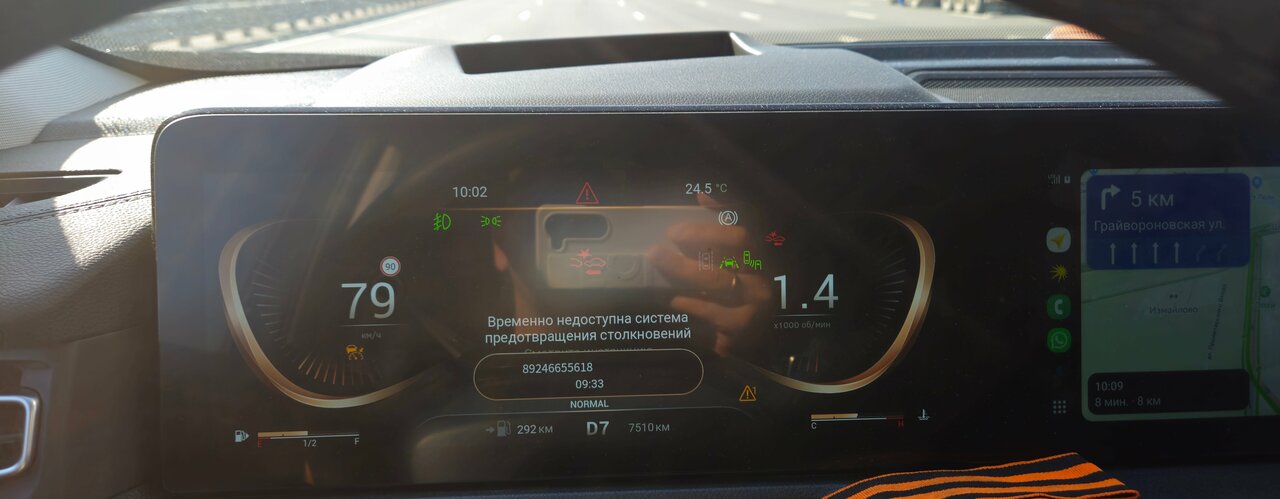 10:02
24.5 °C
90
79
км/ч
1.4
x1000 об/мин
Временно недоступна система
предотвращения столкновений
89246655618
09:33
NORMAL
E 1/2 F
292 км
D7
7510 км
C H
5 км
Грайвороновская ул.
Измайлово
10:09
8 мин. · 8 км